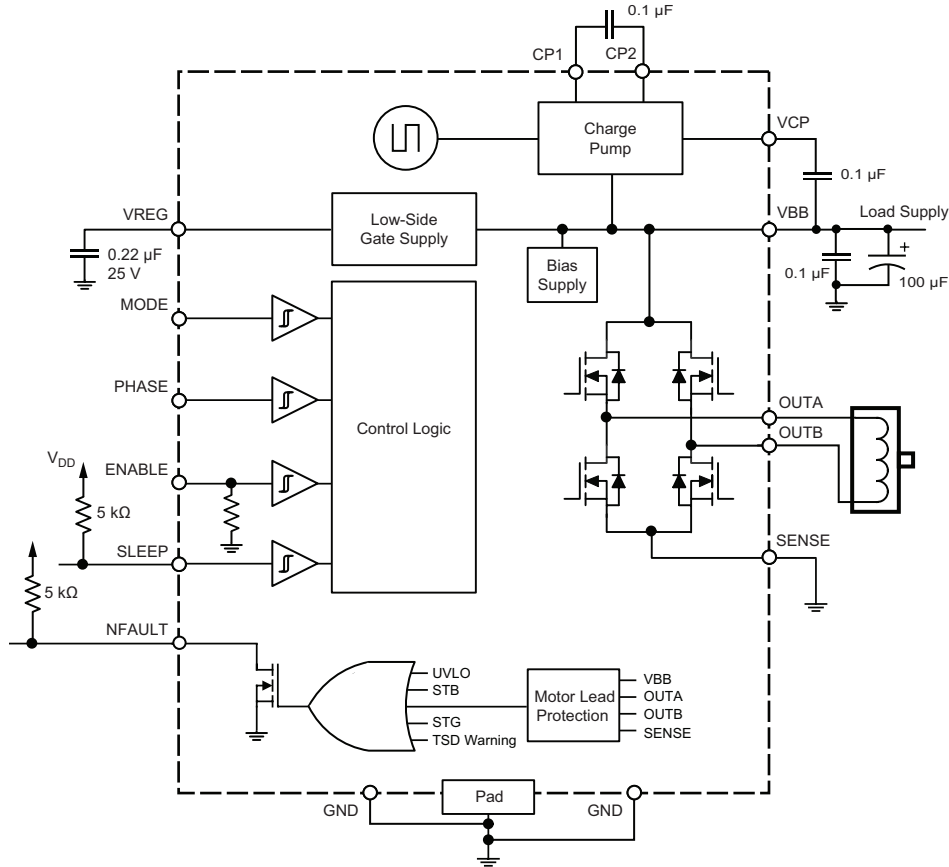 0.1 µF
CP1
CP2
Charge
Pump
VCP
0.1 µF
VREG
Low-Side
Gate Supply
VBB
Load Supply
0.22 µF
25 V
Bias
Supply
0.1 µF
+
100 µF
MODE
PHASE
Control Logic
OUTA
OUTB
VDD
ENABLE
5 kΩ
SLEEP
SENSE
5 kΩ
NFAULT
UVLO
STB
STG
TSD Warning
Motor Lead
Protection
VBB
OUTA
OUTB
SENSE
GND
Pad
GND